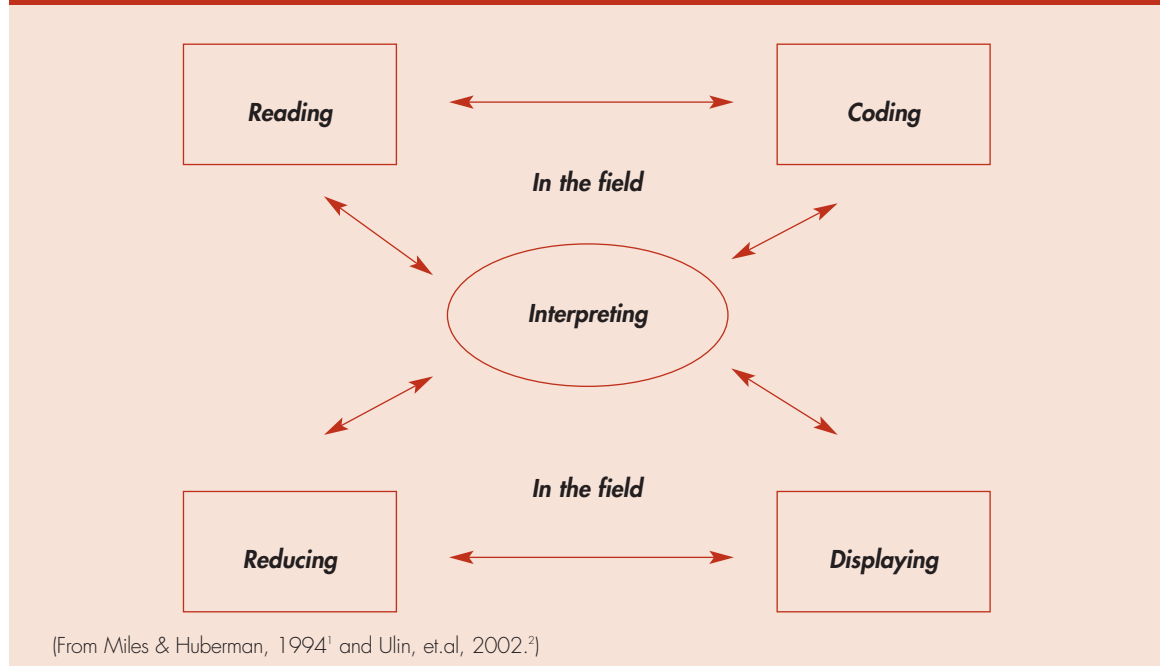 Reading
Coding
In the field
Interpreting
In the field
Reducing
Displaying
(From Miles & Huberman, 1994¹ and Ulin, et.al, 2002.²)